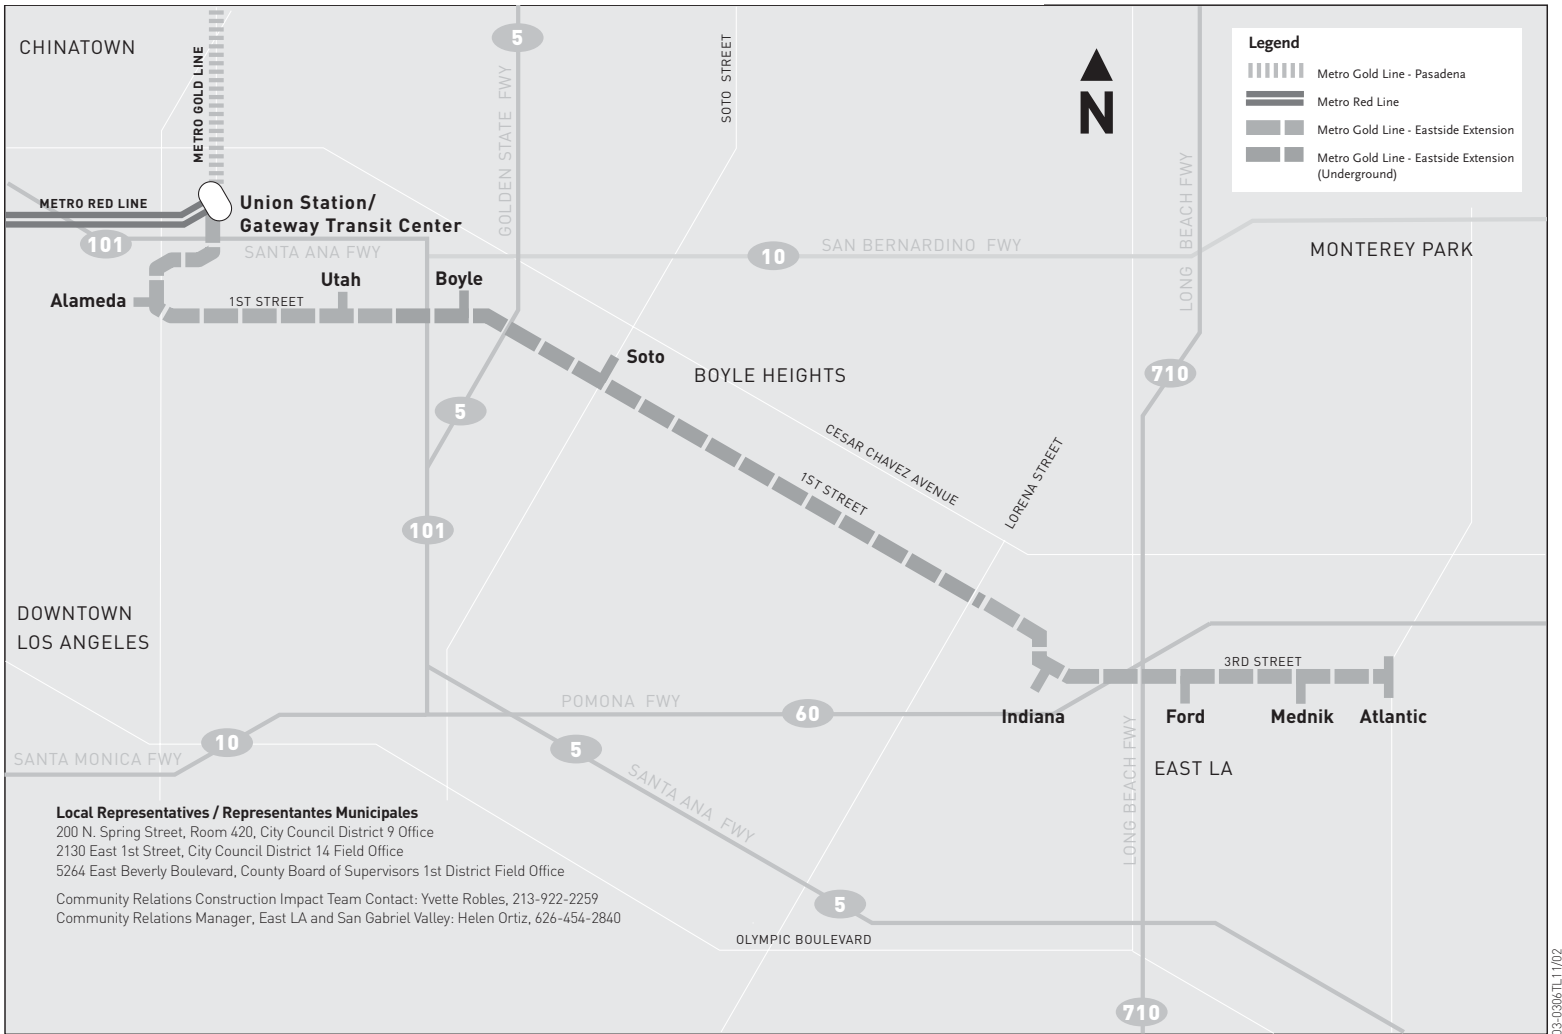 CHINATOWN
METRO GOLD LINE
5
GOLDEN STATE FWY
SOTO STREET
N
LONG BEACH FWY
Legend
Metro Gold Line - Pasadena
Metro Red Line
Metro Gold Line - Eastside Extension
Metro Gold Line - Eastside Extension
(Underground)
METRO RED LINE
Union Station/
Gateway Transit Center
101
SANTA ANA FWY
10
SAN BERNARDINO FWY
MONTEREY PARK
Alameda
1ST STREET
Utah
Boyle
Soto
BOYLE HEIGHTS
710
5
CESAR CHAVEZ AVENUE
LORENA STREET
1ST STREET
101
DOWNTOWN
LOS ANGELES
3RD STREET
Indiana
Ford
Mednik
Atlantic
POMONA FWY
60
10
SANTA MONICA FWY
5
SANTA ANA FWY
LONG BEACH FWY
EAST LA
Local Representatives / Representantes Municipales
200 N. Spring Street, Room 420, City Council District 9 Office
2130 East 1st Street, City Council District 14 Field Office
5264 East Beverly Boulevard, County Board of Supervisors 1st District Field Office
Community Relations Construction Impact Team Contact: Yvette Robles, 213-922-2259
Community Relations Manager, East LA and San Gabriel Valley: Helen Ortiz, 626-454-2840
5
OLYMPIC BOULEVARD
710
03-0306TL11/02